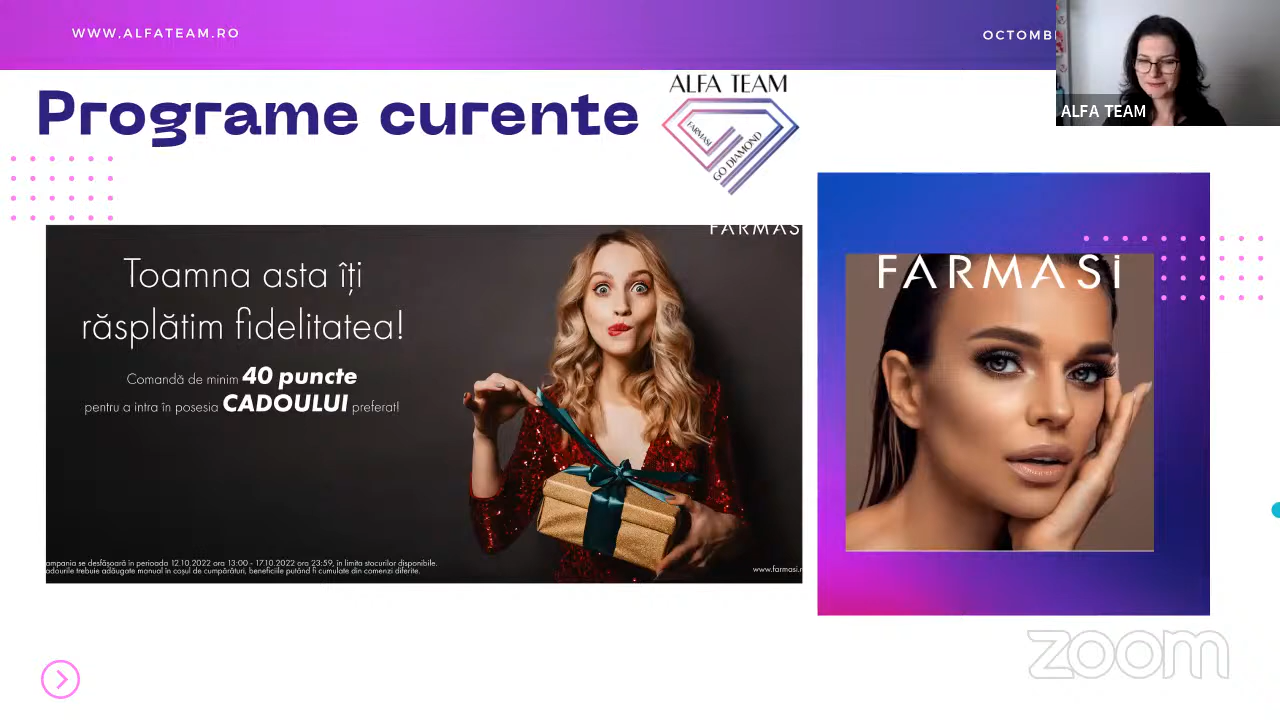 WWW.ALFATEAM.RO
OCTOMB
ALFA TEAM
Programe curente
ALFA TEAM
FARMASI
GO DIAMOND
FARMAS
Toamna asta îți
răsplătim fidelitatea!
Comandă de minim 40 puncte
pentru a intra în posesia CADOULUI preferat!
ampania se desfășoară în perioada 12.10.2022 ora 13:00 - 17.10.2022 ora 23:59, în limita stocurilor disponibile.
adourile trebuie adăugate manual în coșul de cumpărături, beneficiile putând fi cumulate din comenzi diferite.
www.farmasi.r
FARMASi
zoom